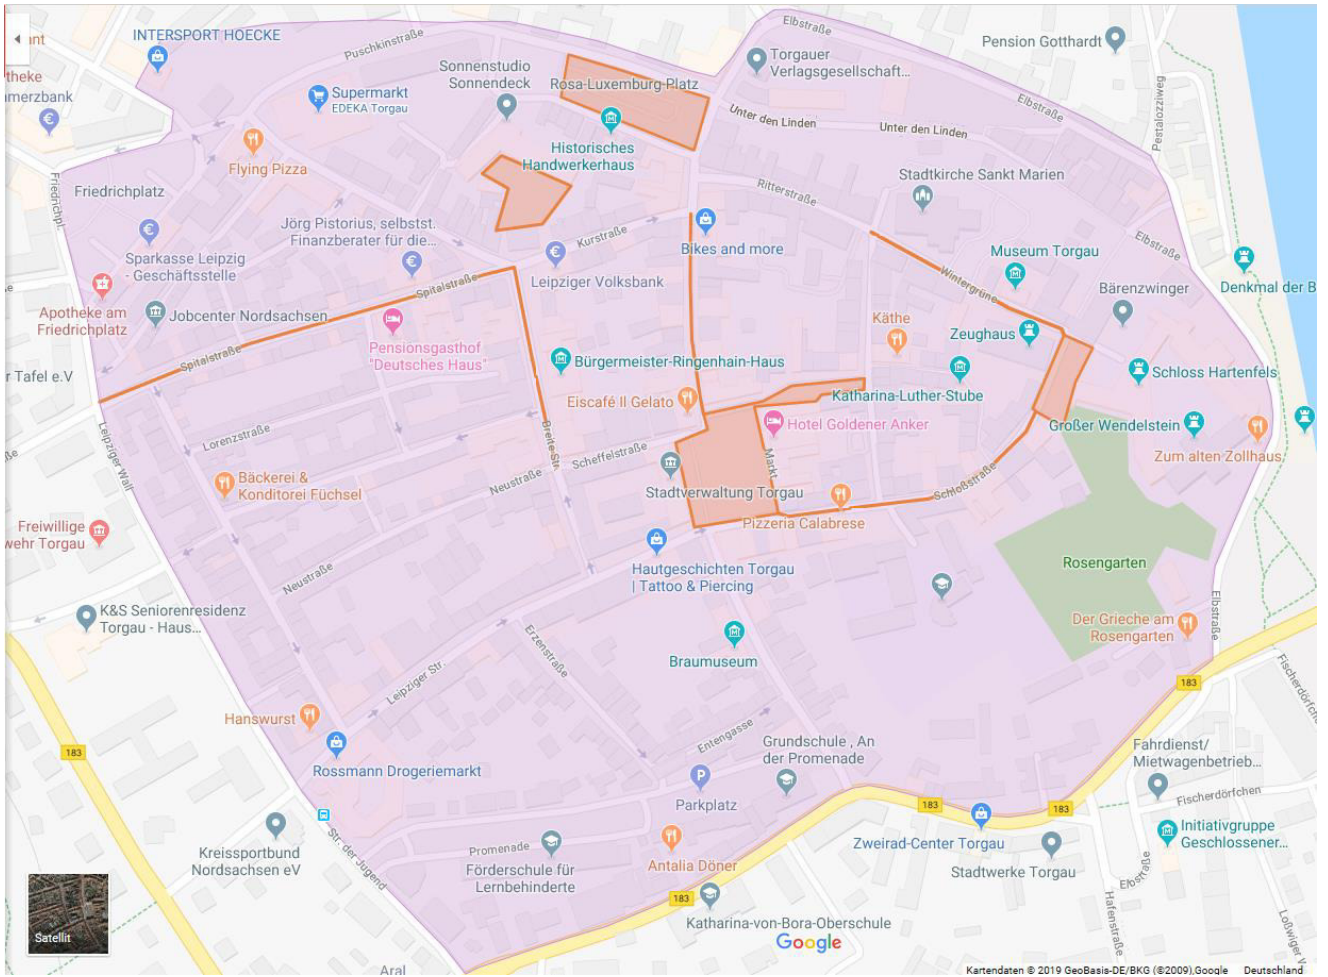 INTERSPORT HOECKE
Elbstraße
Pension Gotthardt
Puschkinstraße
Sonnenstudio
Sonnendeck
Torgauer
Verlagsgesellschaft...
Rosa-Luxemburg-Platz
Supermarkt
EDEKA Torgau
Elbstraße
Pestalozziweg
Unter den Linden
Unter den Linden
Historisches
Handwerkerhaus
Flying Pizza
Friedrichpl.
Friedrichplatz
Ritterstraße
Stadtkirche Sankt Marien
Jörg Pistorius, selbstst.
Finanzberater für die...
Kurstraße
Bikes and more
Elbstraße
Museum Torgau
Sparkasse Leipzig
- Geschäftsstelle
Leipziger Volksbank
Wintergrüne
Bärenzwinger
Denkmal der B
Spitalstraße
Apotheke am
Friedrichplatz
Jobcenter Nordsachsen
Käthe
Zeughaus
Pensionsgasthof
"Deutsches Haus"
Spitalstraße
Bürgermeister-Ringenhain-Haus
r Tafel e.V
Schloss Hartenfels
Eiscafé Il Gelato
Katharina-Luther-Stube
Hotel Goldener Anker
Großer Wendelstein
Lorenzstraße
Leipziger Wall
Breite Str.
Scheffelstraße
Markt
Zum alten Zollhaus
Bäckerei &
Konditorei Füchsel
Neustraße
Stadtverwaltung Torgau
Schloßstraße
Pizzeria Calabrese
Freiwillige
wehr Torgau
Hautgeschichten Torgau
| Tattoo & Piercing
Rosengarten
Neustraße
K&S Seniorenresidenz
Torgau - Haus...
Elbstraße
Der Grieche am
Rosengarten
Erzenstraße
Braumuseum
Leipziger Str.
Fischerdörfchen
183
Hanswurst
Entengasse
183
Grundschule , An
der Promenade
Fahrdienst/
Mietwagenbetrieb...
Rossmann Drogeriemarkt
P
Parkplatz
Fischerdörfchen
183
183
Str. der Jugend
Initiativgruppe
Geschlossener...
Zweirad-Center Torgau
Kreissportbund
Nordsachsen eV
Promenade
Förderschule für
Lernbehinderte
Antalia Döner
Stadtwerke Torgau
Elbstraße
183
Katharina-von-Bora-Oberschule
Hafenstraße
Satellit
Google
Aral
Kartendaten © 2019 GeoBasis-DE/BKG (©2009),Google Deutschland